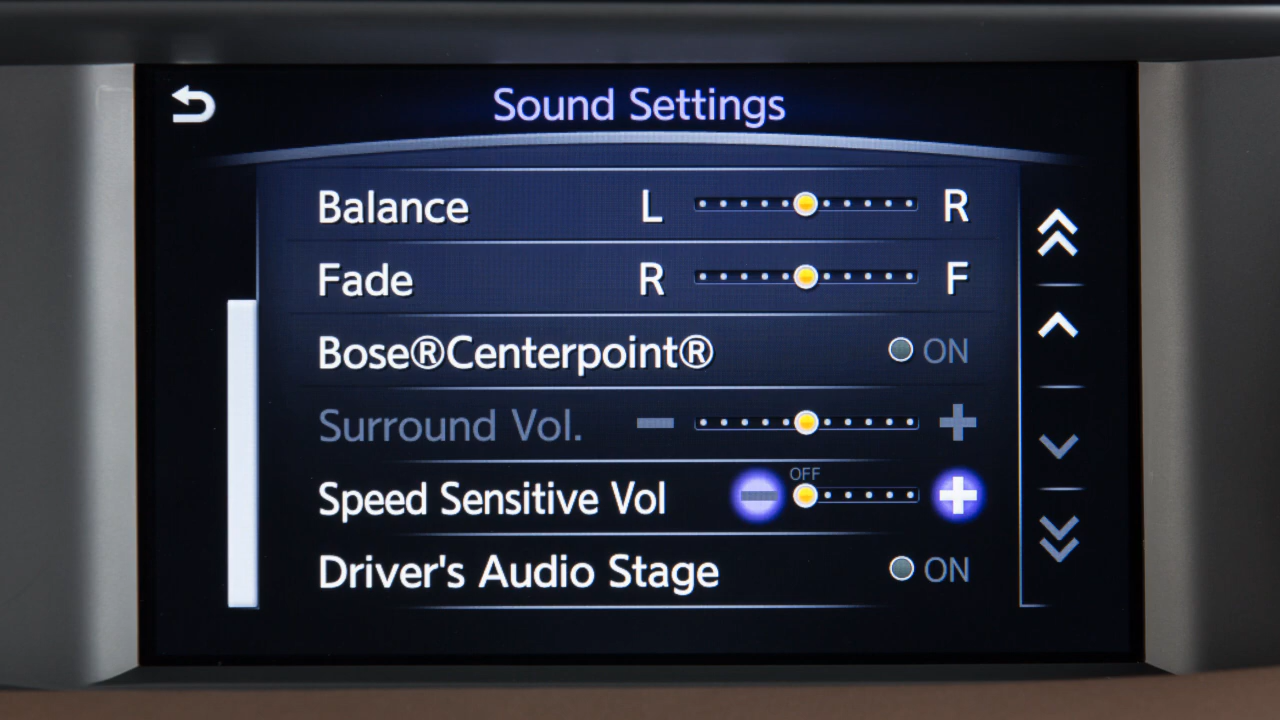 Sound Settings
Balance L R
Fade R F
Bose®Centerpoint® ON
Surround Vol. − +
OFF
Speed Sensitive Vol − +
Driver's Audio Stage ON